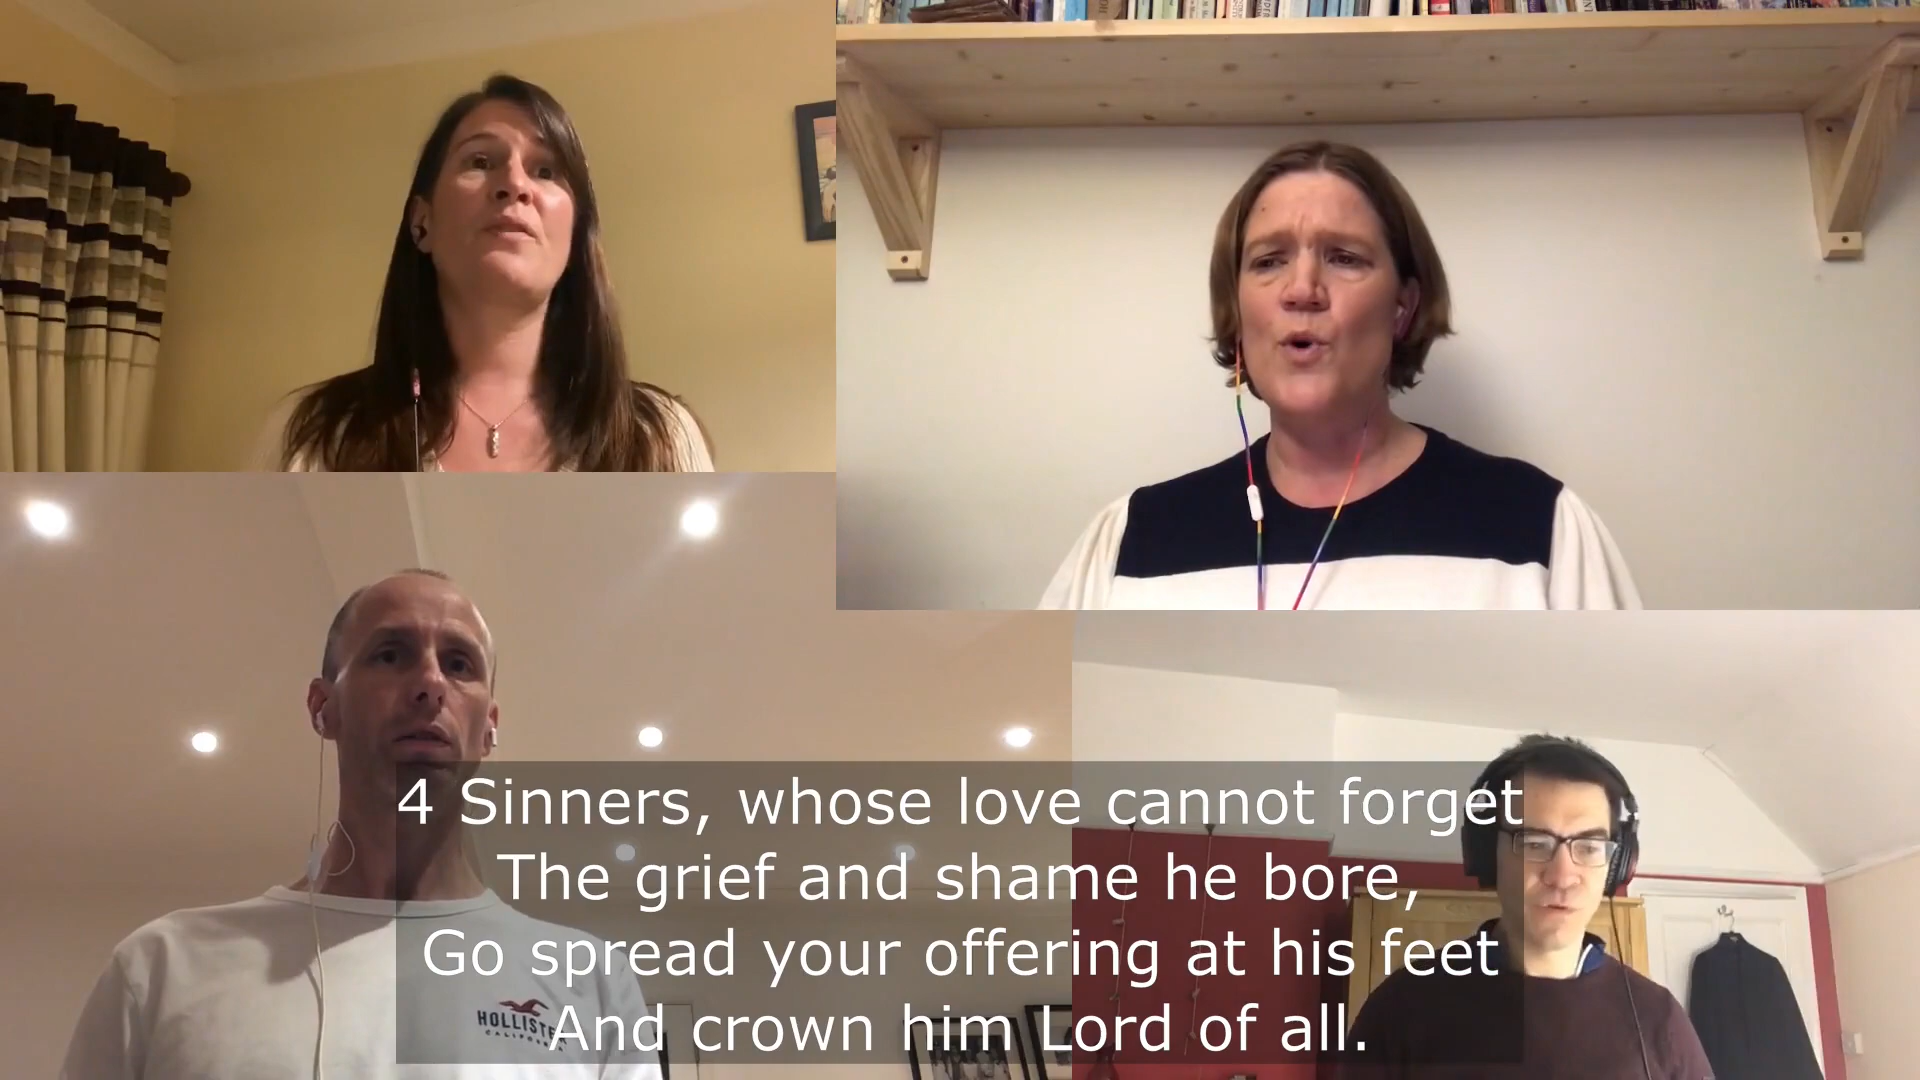 4 Sinners, whose love cannot forget
The grief and shame he bore,
Go spread your offering at his feet
And crown him Lord of all.
HOLLISTE